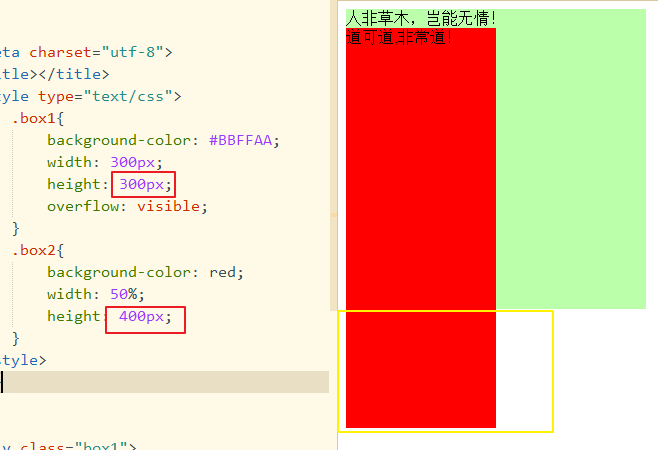 eta charset="utf-8">
itle></title>
style type="text/css">
.box1{
background-color: #BBFFAA;
width: 300px;
height: 300px;
overflow: visible;
}
.box2{
background-color: red;
width: 50%;
height: 400px;
}
style>
v class="box1">
人非草木，岂能无情！
道可道,非常道！